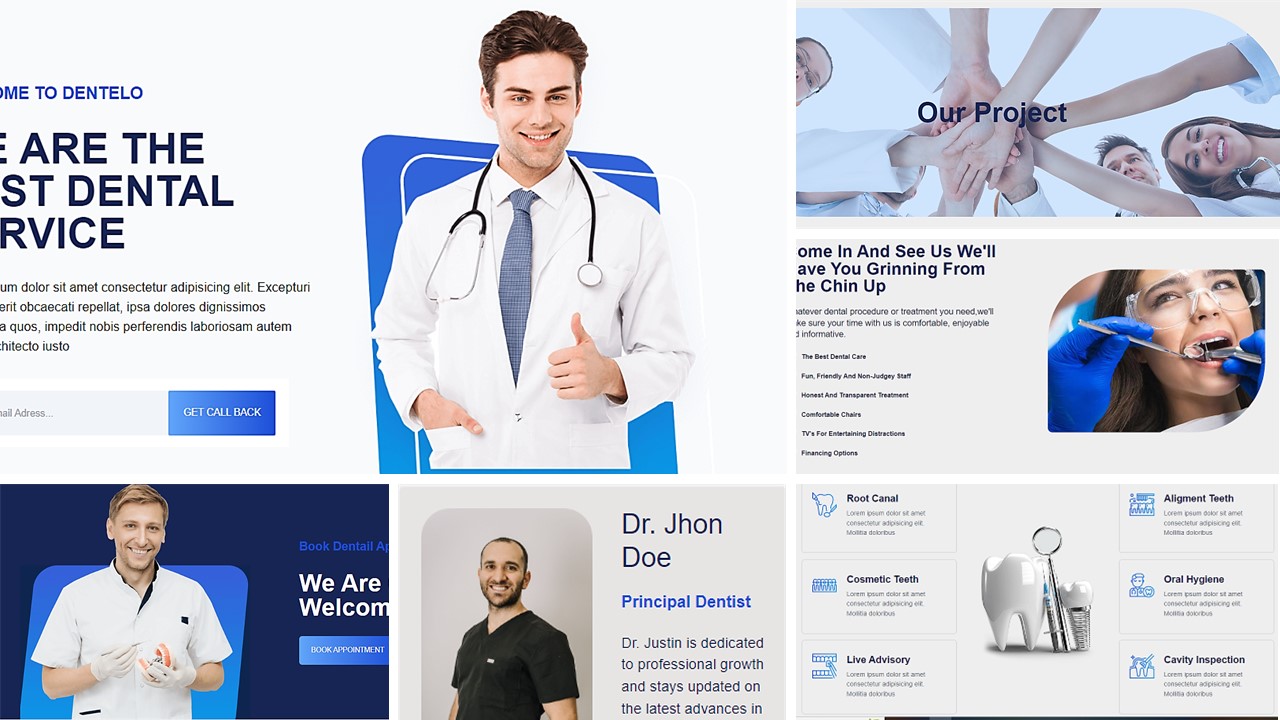 OME TO DENTELO
E ARE THE
ST DENTAL
RVICE
um dolor sit amet consectetur adipisicing elit. Excepturi
erit obcaecati repellat, ipsa dolores dignissimos
a quos, impedit nobis perferendis laboriosam autem
chitecto iusto
ail Adress...
GET CALL BACK
Our Project
ome In And See Us We'll
ave You Grinning From
he Chin Up
atever dental procedure or treatment you need,we'll
ke sure your time with us is comfortable, enjoyable
d informative.
The Best Dental Care
Fun, Friendly And Non-Judgey Staff
Honest And Transparent Treatment
Comfortable Chairs
TV's For Entertaining Distractions
Financing Options
Book Dentail Ap
We Are
Welcom
BOOK APPOINTMENT
Dr. Jhon
Doe
Principal Dentist
Dr. Justin is dedicated
to professional growth
and stays updated on
the latest advances in
Root Canal
Lorem ipsum dolor sit amet
consectetur adipisicing elit.
Mollitia doloribus
Cosmetic Teeth
Lorem ipsum dolor sit amet
consectetur adipisicing elit.
Mollitia doloribus
Live Advisory
Lorem ipsum dolor sit amet
consectetur adipisicing elit.
Mollitia doloribus
Aligment Teeth
Lorem ipsum dolor sit amet
consectetur adipisicing elit.
Mollitia doloribus
Oral Hygiene
Lorem ipsum dolor sit amet
consectetur adipisicing elit.
Mollitia doloribus
Cavity Inspection
Lorem ipsum dolor sit amet
consectetur adipisicing elit.
Mollitia doloribus